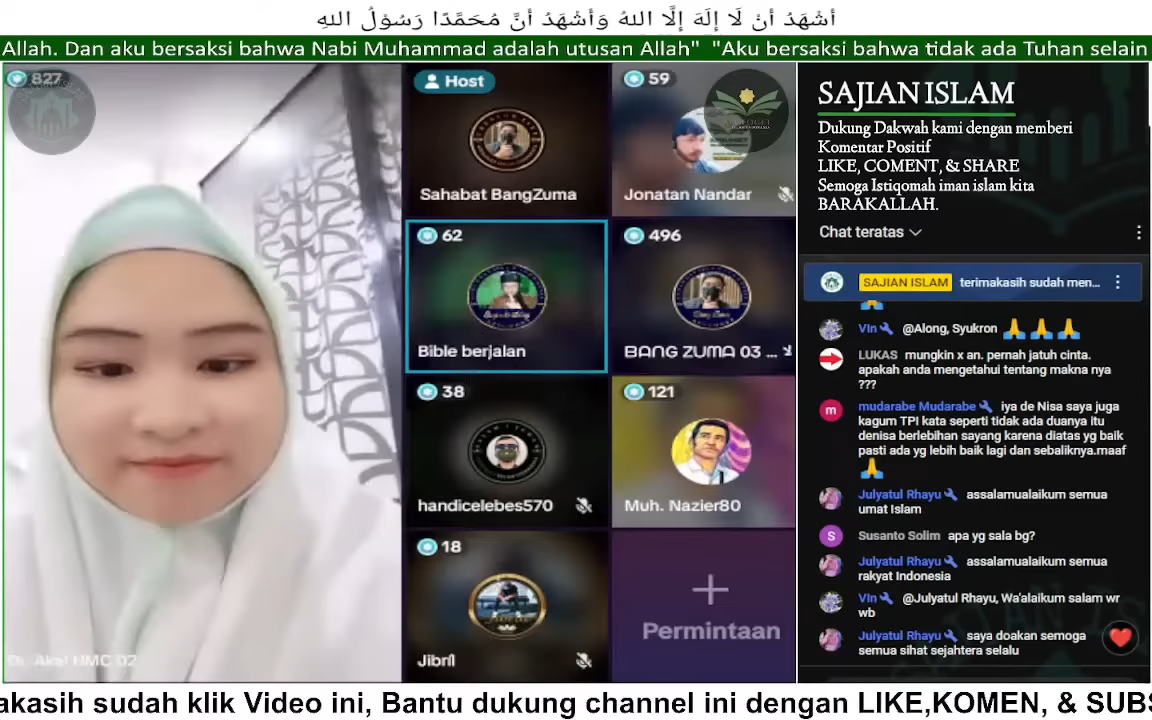 أشْهَدُ أنْ لَا إلَهَ إلَّا اللهُ وَأشْهَدُ أنَّ مُحَمَّدًا رَسُوْلُ اللهِ
Allah. Dan aku bersaksi bahwa Nabi Muhammad adalah utusan Allah" "Aku bersaksi bahwa tidak ada Tuhan selain
827
Host
Sahabat BangZuma
59
Jonatan Nandar
62
Bible berjalan
496
BANG ZUMA 03 ...
38
handicelebes570
121
Muh. Nazier80
18
Jibril
Permintaan
SAJIAN ISLAM
Dukung Dakwah kami dengan memberi
Komentar Positif
LIKE, COMENT, & SHARE
Semoga Istiqomah iman islam kita
BARAKALLAH.
Chat teratas
SAJIAN ISLAM terimakasih sudah men...
🙏
VIn @Along, Syukron 🙏🙏🙏
LUKAS mungkin x an. pernah jatuh cinta.
apakah anda mengetahui tentang makna nya
???
m
mudarabe Mudarabe iya de Nisa saya juga
kagum TPI kata seperti tidak ada duanya itu
denisa berlebihan sayang karena diatas yg baik
pasti ada yg lebih baik lagi dan sebaliknya.maaf
🙏
Julyatul Rhayu assalamualaikum semua
umat Islam
S
Susanto Solim apa yg sala bg?
Julyatul Rhayu assalamualaikum semua
rakyat Indonesia
VIn @Julyatul Rhayu, Wa'alaikum salam wr
wb
Julyatul Rhayu saya doakan semoga
semua sihat sejahtera selalu
akasih sudah klik Video ini, Bantu dukung channel ini dengan LIKE,KOMEN, & SUBS